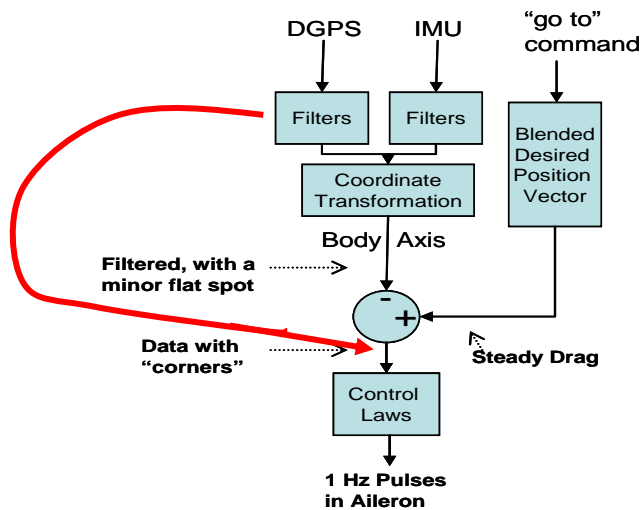 DGPS
IMU
“go to”
command
Filters
Filters
Blended
Desired
Position
Vector
Coordinate
Transformation
Body Axis
Filtered, with a
minor flat spot
-
+
Data with
“corners”
Steady Drag
Control
Laws
1 Hz Pulses
in Aileron